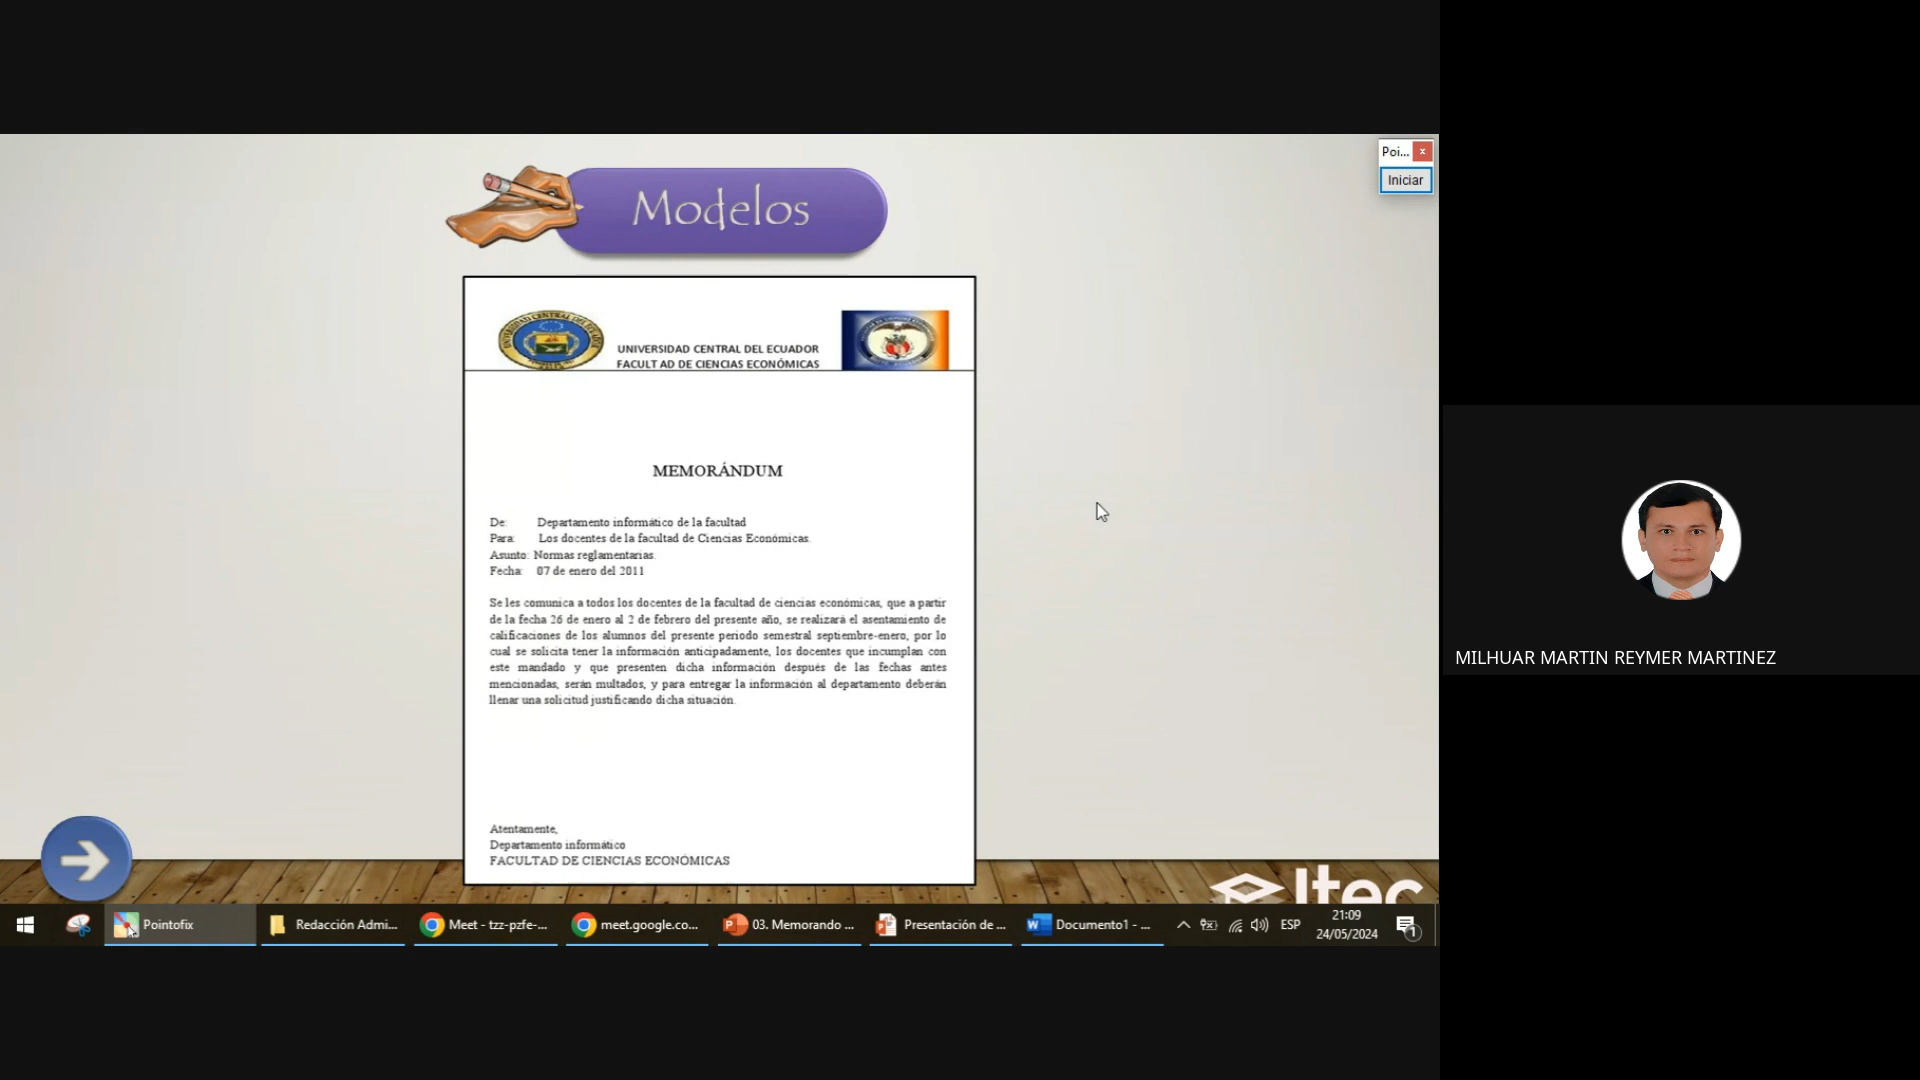 Poi...
Iniciar
Modelos
UNIVERSIDAD CENTRAL DEL ECUADOR
FACULT AD DE CIENCIAS ECONÓMICAS
MEMORÁNDUM
De: Departamento informático de la facultad
Para: Los docentes de la facultad de Ciencias Económicas.
Asunto: Normas reglamentarias.
Fecha: 07 de enero del 2011
Se les comunica a todos los docentes de la facultad de ciencias económicas, que a partir
de la fecha 26 de enero al 2 de febrero del presente año, se realizará el asentamiento de
calificaciones de los alumnos del presente periodo semestral septiembre-enero, por lo
cual se solicita tener la información anticipadamente, los docentes que incumplan con
este mandado y que presenten dicha información después de las fechas antes
mencionadas, serán multados, y para entregar la información al departamento deberán
llenar una solicitud justificando dicha situación.
Atentamente,
Departamento informático
FACULTAD DE CIENCIAS ECONÓMICAS
Itec
Pointofix
Redacción Admi...
Meet - tzz-pzfe-...
meet.google.co...
03. Memorando ...
Presentación de ...
Documento1 - ...
ESP
21:09
24/05/2024
1
MILHUAR MARTIN REYMER MARTINEZ